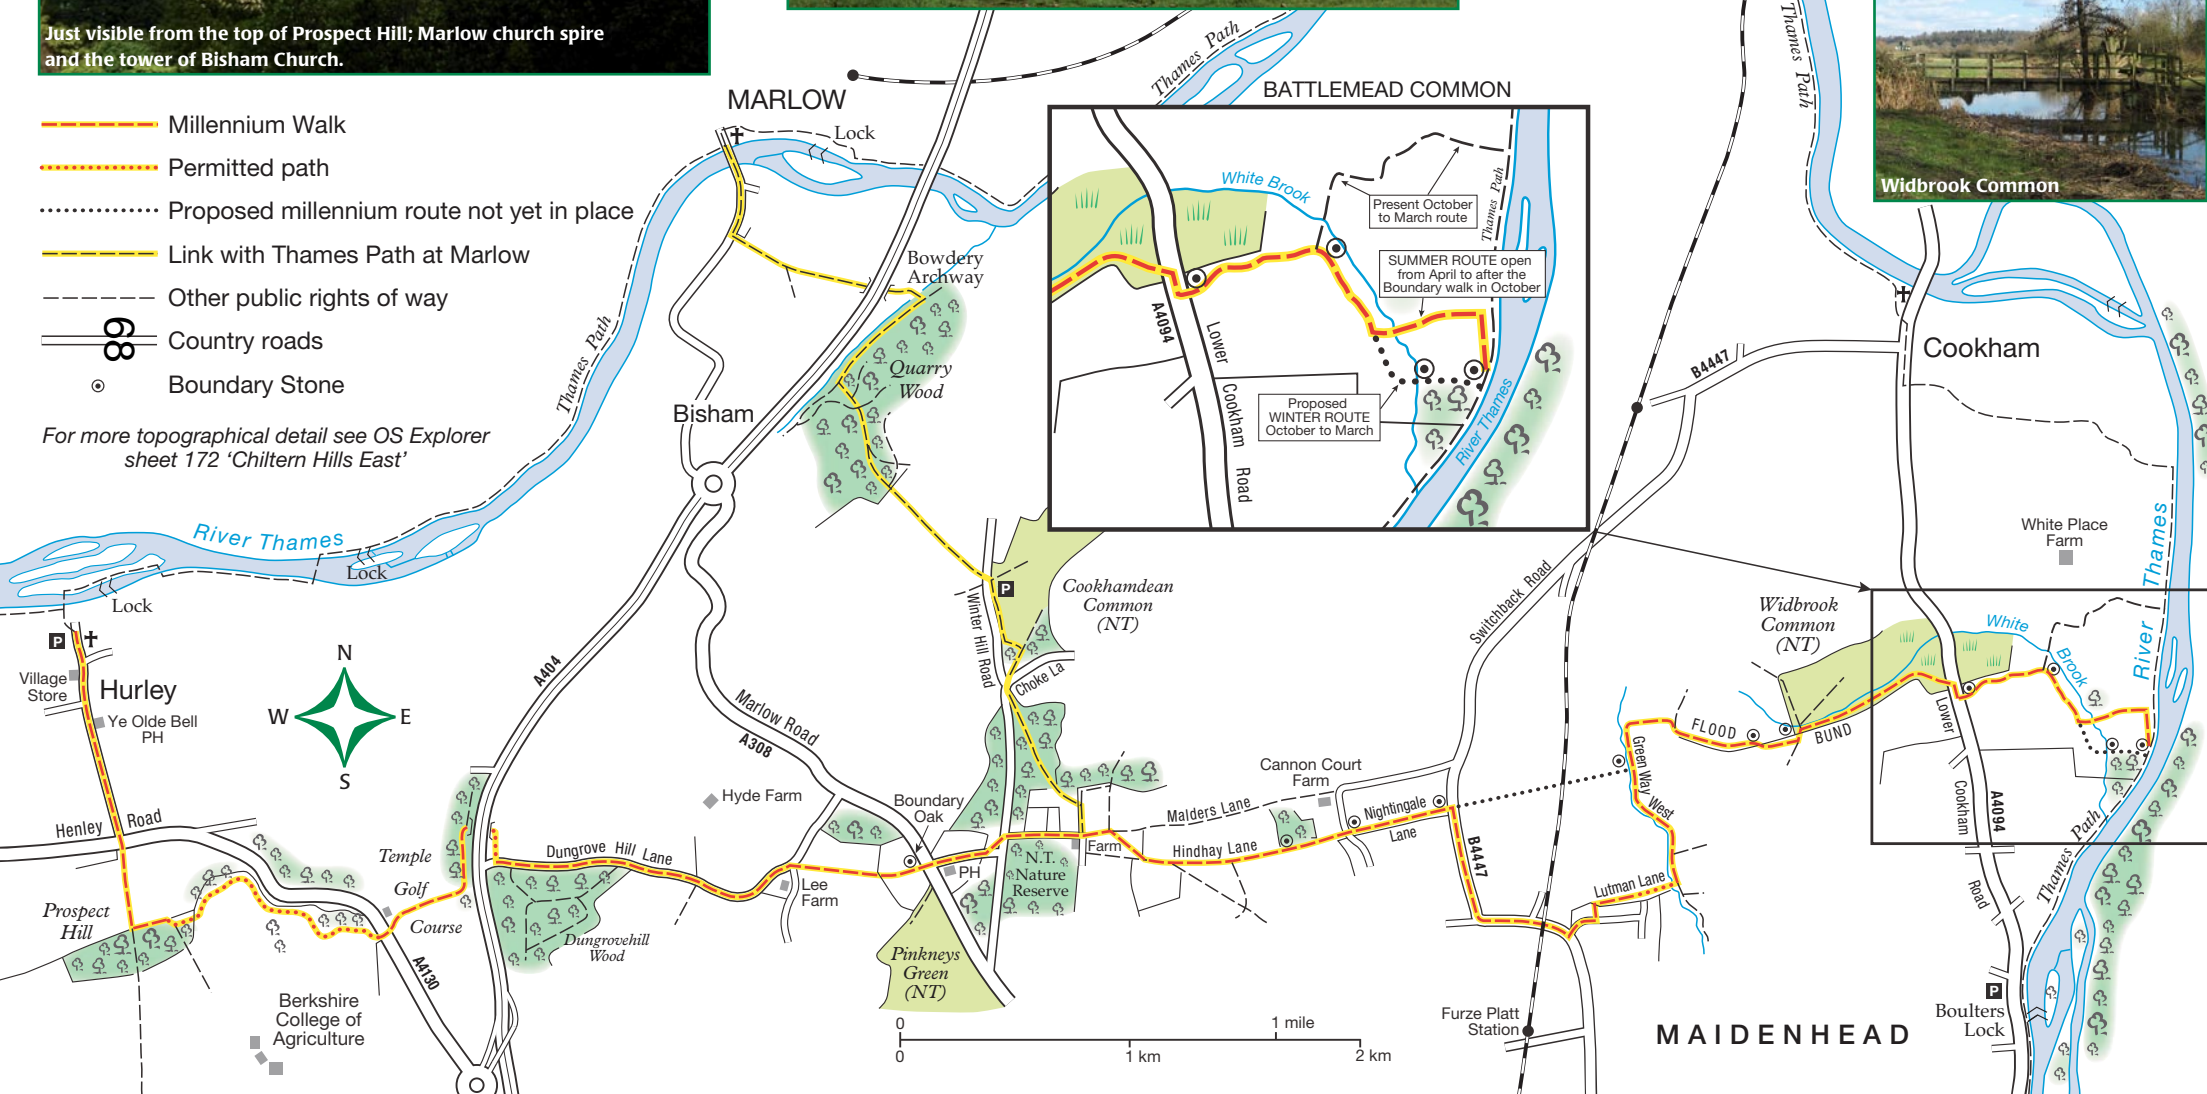 Just visible from the top of Prospect Hill; Marlow church spire
and the tower of Bisham Church.
Millennium Walk
Permitted path
Proposed millennium route not yet in place
Link with Thames Path at Marlow
Other public rights of way
Country roads
68
Boundary Stone
For more topographical detail see OS Explorer
sheet 172 ‘Chiltern Hills East’
MARLOW
Lock
Thames Path
Thames Path
Bowdery
Archway
Quarry
Wood
Bisham
River Thames
Lock
Lock
Thames Path
BATTLEMEAD COMMON
White Brook
Present October
to March route
Thames Path
SUMMER ROUTE open
from April to after the
Boundary walk in October
A4094
Lower
Cookham
Road
Proposed
WINTER ROUTE
October to March
River Thames
Widbrook Common
Cookham
B4447
White Place
Farm
River Thames
Switchback Road
Widbrook
Common
(NT)
White
Brook
Lower
Cookham
Road
A4094
Thames Path
FLOOD
BUND
Green Way
West
Lutman Lane
B4447
P
Boulters
Lock
MAIDENHEAD
Furze Platt
Station
P
Village
Store
Hurley
Ye Olde Bell
PH
N
W
E
S
Henley Road
Prospect
Hill
Temple
Golf
Course
Berkshire
College of
Agriculture
A4130
A404
Marlow Road
A308
Hyde Farm
Dungrove Hill Lane
Dungrovehill
Wood
Lee
Farm
Boundary
Oak
PH
Pinkneys
Green
(NT)
N.T.
Nature
Reserve
Farm
P
Cookhamdean
Common
(NT)
Winter Hill Road
Choke La
Malders Lane
Hindhay Lane
Cannon Court
Farm
Nightingale
Lane
0
1 mile
0
1 km
2 km